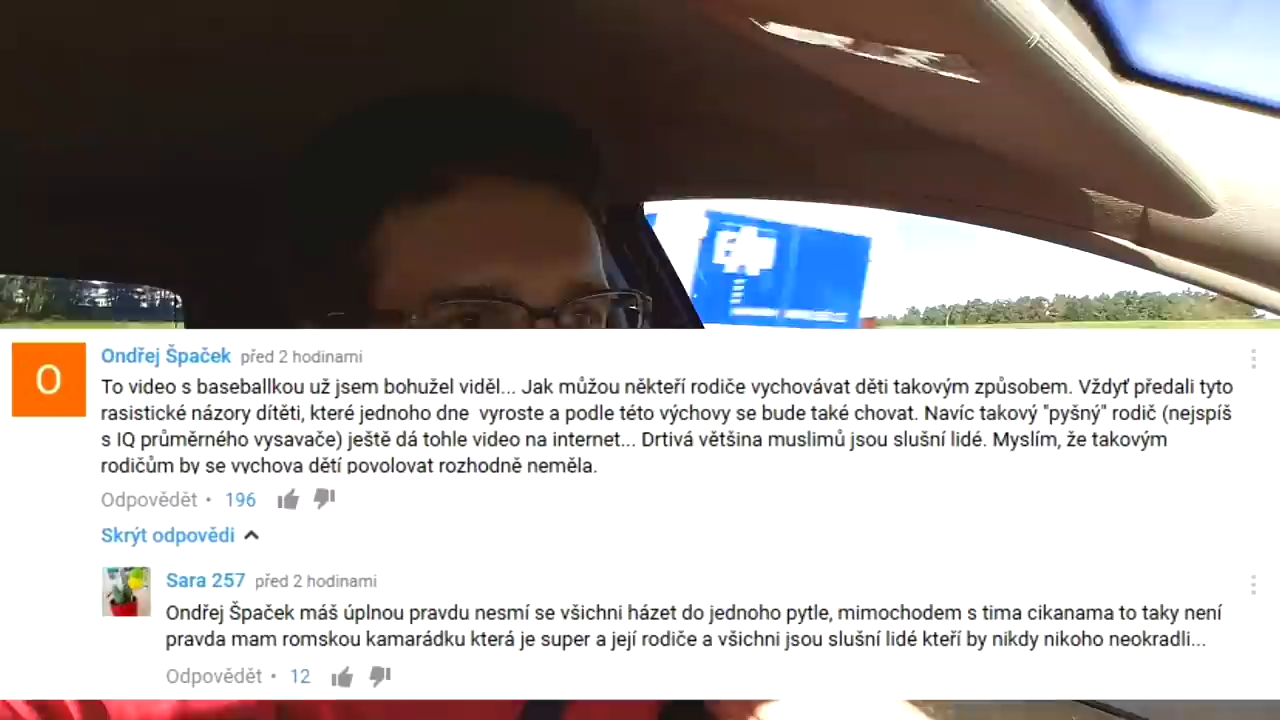 O
Ondřej Špaček před 2 hodinami
To video s baseballkou už jsem bohužel viděl... Jak můžou někteří rodiče vychovávat děti takovým způsobem. Vždyť předali tyto
rasistické názory dítěti, které jednoho dne vyroste a podle této výchovy se bude také chovat. Navíc takový "pyšný" rodič (nejspíš
s IQ průměrného vysavače) ještě dá tohle video na internet... Drtivá většina muslimů jsou slušní lidé. Myslím, že takovým
rodičům by se vychova dětí povolovat rozhodně neměla.
Odpovědět • 196
Skrýt odpovědi
Sara 257 před 2 hodinami
Ondřej Špaček máš úplnou pravdu nesmí se všichni házet do jednoho pytle, mimochodem s tima cikanama to taky není
pravda mam romskou kamarádku která je super a její rodiče a všichni jsou slušní lidé kteří by nikdy nikoho neokradli...
Odpovědět • 12